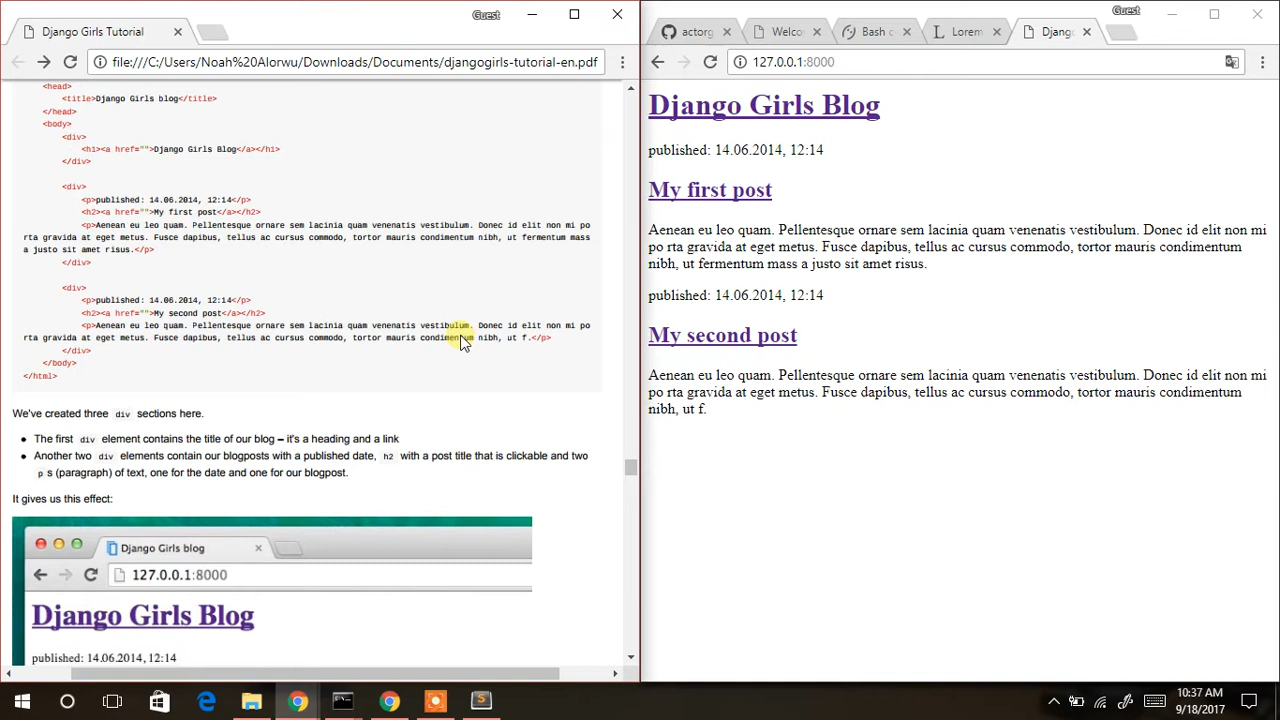 Guest
Django Girls Tutorial
file:///C:/Users/Noah%20Alorwu/Downloads/Documents/djangogirls-tutorial-en.pdf
<head>
<title>Django Girls blog</title>
</head>
<body>
<div>
<h1><a href="">Django Girls Blog</a></h1>
</div>
<div>
<p>published: 14.06.2014, 12:14</p>
<h2><a href="">My first post</a></h2>
<p>Aenean eu leo quam. Pellentesque ornare sem lacinia quam venenatis vestibulum. Donec id elit non mi po
rta gravida at eget metus. Fusce dapibus, tellus ac cursus commodo, tortor mauris condimentum nibh, ut fermentum mass
a justo sit amet risus.</p>
</div>
<div>
<p>published: 14.06.2014, 12:14</p>
<h2><a href="">My second post</a></h2>
<p>Aenean eu leo quam. Pellentesque ornare sem lacinia quam venenatis vestibulum. Donec id elit non mi po
rta gravida at eget metus. Fusce dapibus, tellus ac cursus commodo, tortor mauris condimentum nibh, ut f.</p>
</div>
</body>
</html>
We've created three div sections here.
• The first div element contains the title of our blog – it's a heading and a link
• Another two div elements contain our blogposts with a published date, h2 with a post title that is clickable and two
p s (paragraph) of text, one for the date and one for our blogpost.
It gives us this effect:
Django Girls blog
127.0.0.1:8000
Django Girls Blog
published: 14.06.2014, 12:14
Guest
actorg
Welco
Bash c
Lorem
Djang
127.0.0.1:8000
Django Girls Blog
published: 14.06.2014, 12:14
My first post
Aenean eu leo quam. Pellentesque ornare sem lacinia quam venenatis vestibulum. Donec id elit non mi
po rta gravida at eget metus. Fusce dapibus, tellus ac cursus commodo, tortor mauris condimentum
nibh, ut fermentum mass a justo sit amet risus.
published: 14.06.2014, 12:14
My second post
Aenean eu leo quam. Pellentesque ornare sem lacinia quam venenatis vestibulum. Donec id elit non mi
po rta gravida at eget metus. Fusce dapibus, tellus ac cursus commodo, tortor mauris condimentum
nibh, ut f.
10:37 AM
9/18/2017